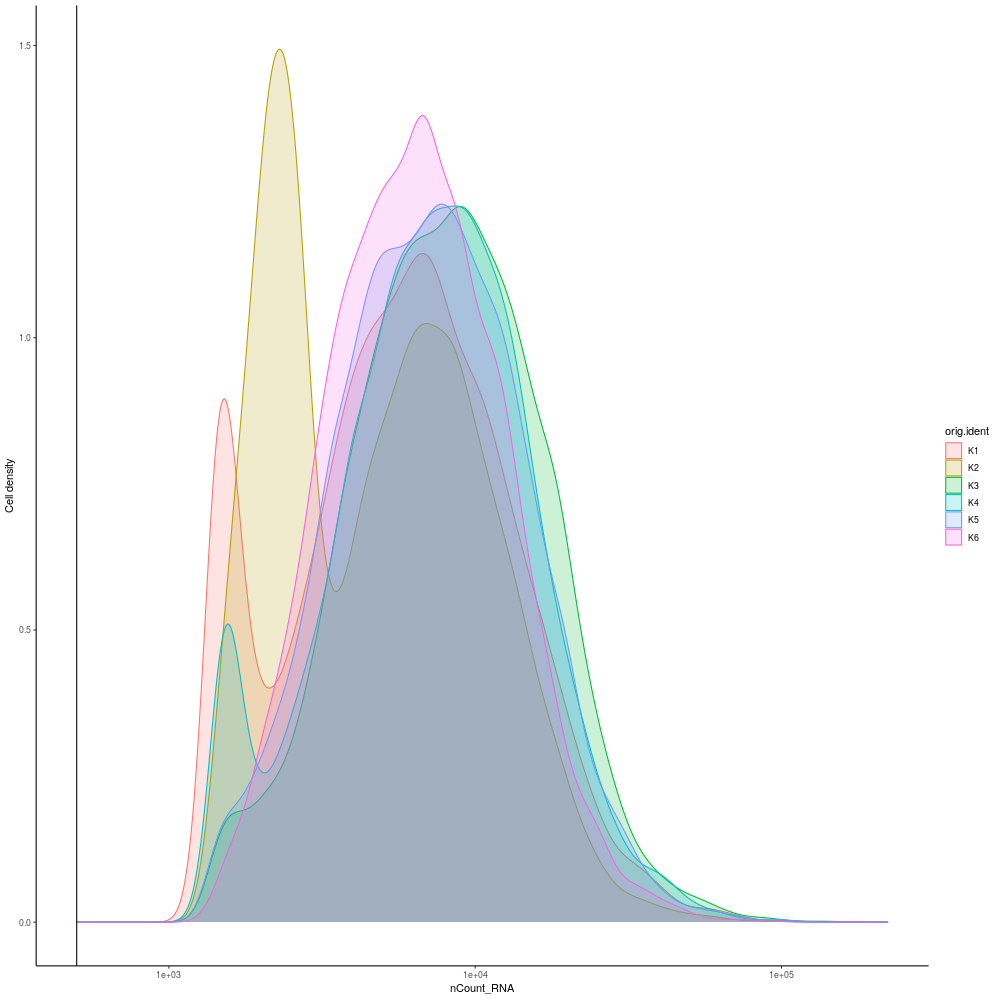 1.5
1.0
0.5
0.0
Cell density
1e+03
1e+04
1e+05
nCount_RNA
orig.ident
K1
K2
K3
K4
K5
K6